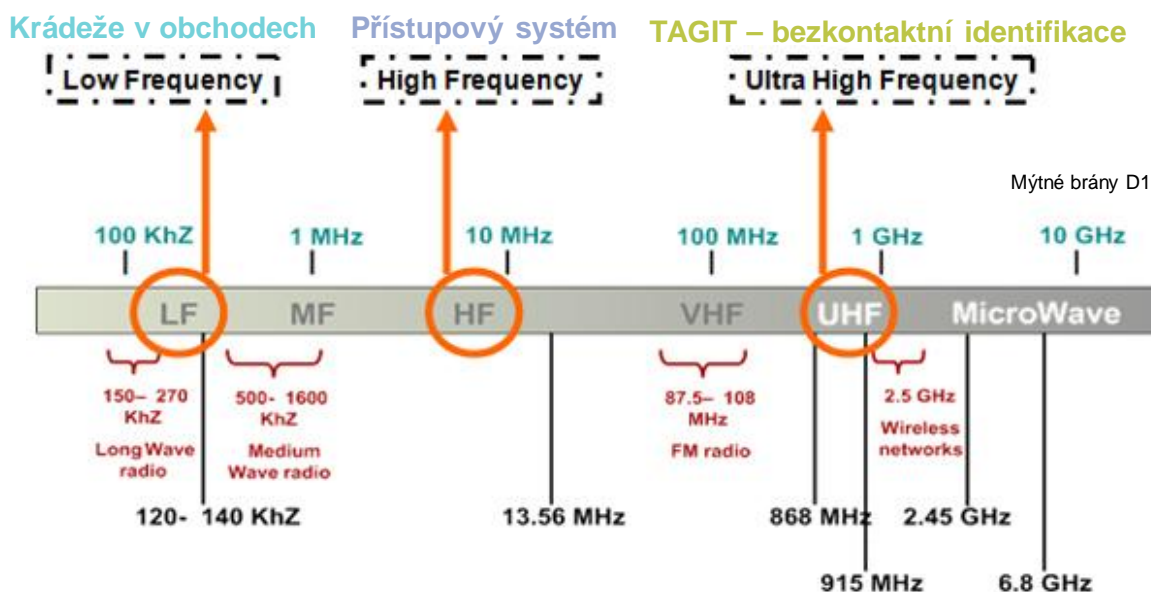 Krádeže v obchodech Přístupový systém TAGIT – bezkontaktní identifikace
Low Frequency High Frequency Ultra High Frequency
Mýtné brány D1
100 KhZ 1 MHz 10 MHz 100 MHz 1 GHz 10 GHz
LF MF HF VHF UHF MicroWave
150– 270
KhZ
Long Wave
radio
500- 1600
KhZ
Medium
Wave radio
87.5– 108
MHz
FM radio
2.5 GHz
Wireless
networks
120- 140 KhZ 13.56 MHz 868 MHz 2.45 GHz
915 MHz 6.8 GHz